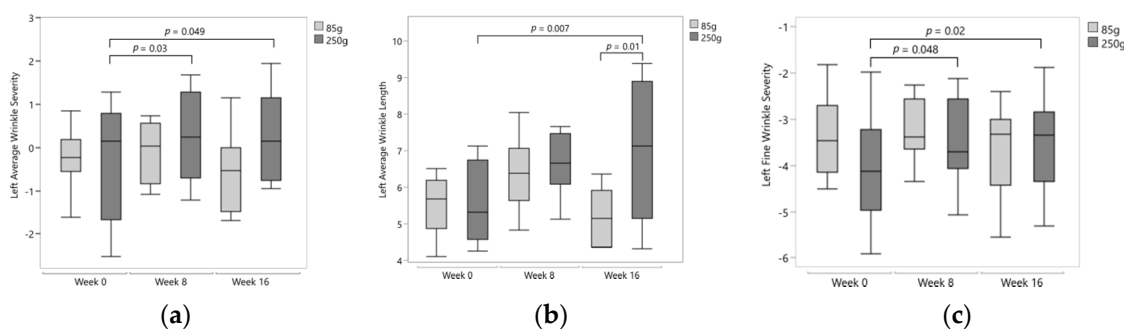 85g
250g
p = 0.049
p = 0.03
Left Average Wrinkle Severity
3
2
1
0
-1
-2
Week 0 Week 8 Week 16
(a)
85g
250g
p = 0.007
p = 0.01
Left Average Wrinkle Length
10
9
8
7
6
5
4
Week 0 Week 8 Week 16
(b)
85g
250g
p = 0.02
p = 0.048
Left Fine Wrinkle Severity
-1
-2
-3
-4
-5
-6
Week 0 Week 8 Week 16
(c)